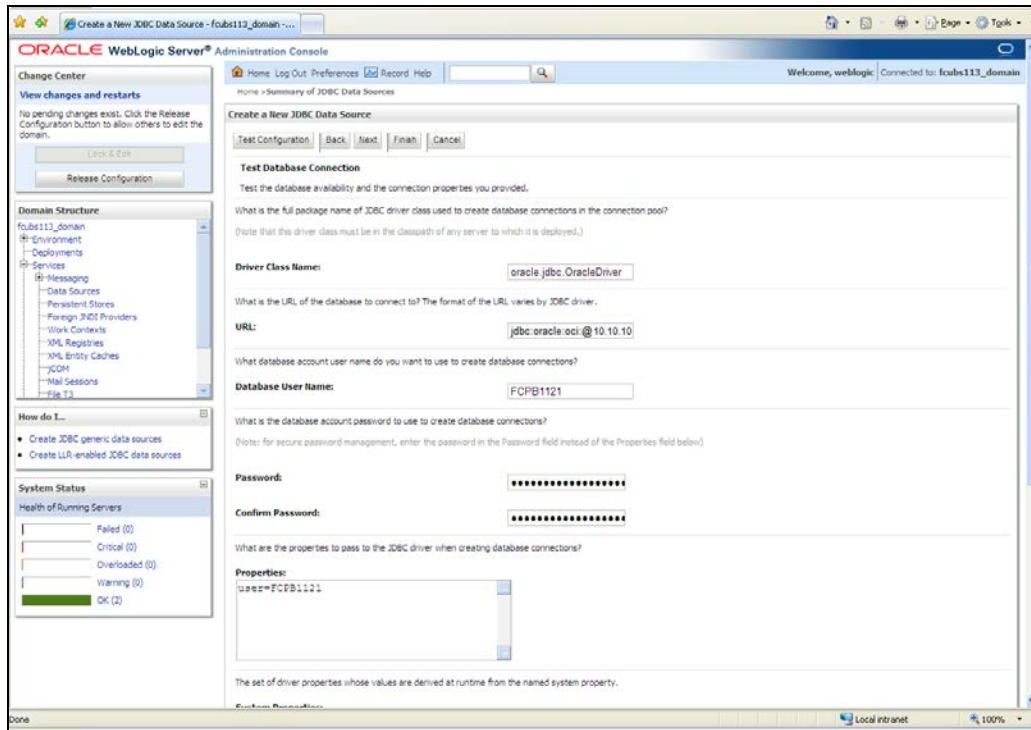 Create a New JDBC Data Source - fcubs113_domain -...
Page
Tools
ORACLE WebLogic Server® Administration Console
Change Center
View changes and restarts
No pending changes exist. Click the Release
Configuration button to allow others to edit the
domain.
Lock & Edit
Release Configuration
Domain Structure
fcubs113_domain
Environment
Deployments
Services
Messaging
Data Sources
Persistent Stores
Foreign JNDI Providers
Work Contexts
XML Registries
XML Entity Caches
jCOM
Mail Sessions
File T3
How do I...
Create JDBC generic data sources
Create LLR-enabled JDBC data sources
System Status
Health of Running Servers
Failed (0)
Critical (0)
Overloaded (0)
Warning (0)
OK (2)
Home Log Out Preferences Record Help
Welcome, weblogic Connected to: fcubs113_domain
Home >Summary of JDBC Data Sources
Create a New JDBC Data Source
Test Configuration Back Next Finish Cancel
Test Database Connection
Test the database availability and the connection properties you provided.
What is the full package name of JDBC driver class used to create database connections in the connection pool?
(Note that this driver class must be in the classpath of any server to which it is deployed.)
Driver Class Name: oracle.jdbc.OracleDriver
What is the URL of the database to connect to? The format of the URL varies by JDBC driver.
URL: jdbc:oracle:oci:@10.10.10
What database account user name do you want to use to create database connections?
Database User Name: FCPB1121
What is the database account password to use to create database connections?
(Note: for secure password management, enter the password in the Password field instead of the Properties field below)
Password: ••••••••••••••••••
Confirm Password: ••••••••••••••••••
What are the properties to pass to the JDBC driver when creating database connections?
Properties:
user=FCPB1121
The set of driver properties whose values are derived at runtime from the named system property.
System Properties:
Done
Local intranet
100%